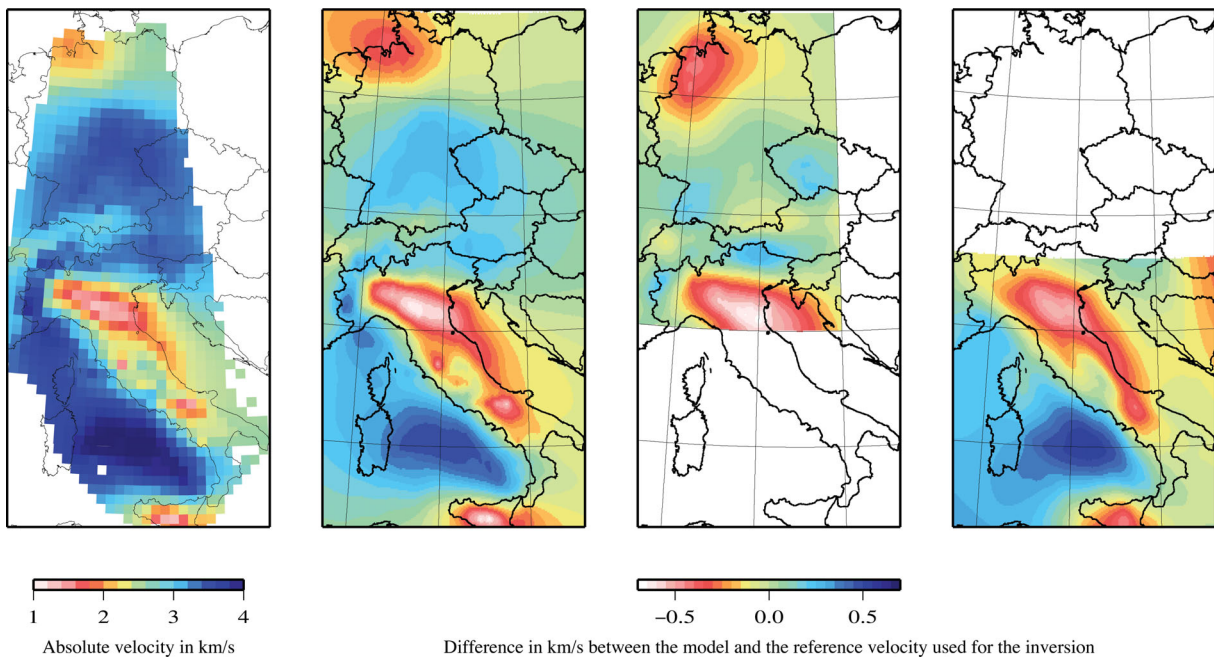 1 2 3 4
−0.5 0.0 0.5
Absolute velocity in km/s
Difference in km/s between the model and the reference velocity used for the inversion